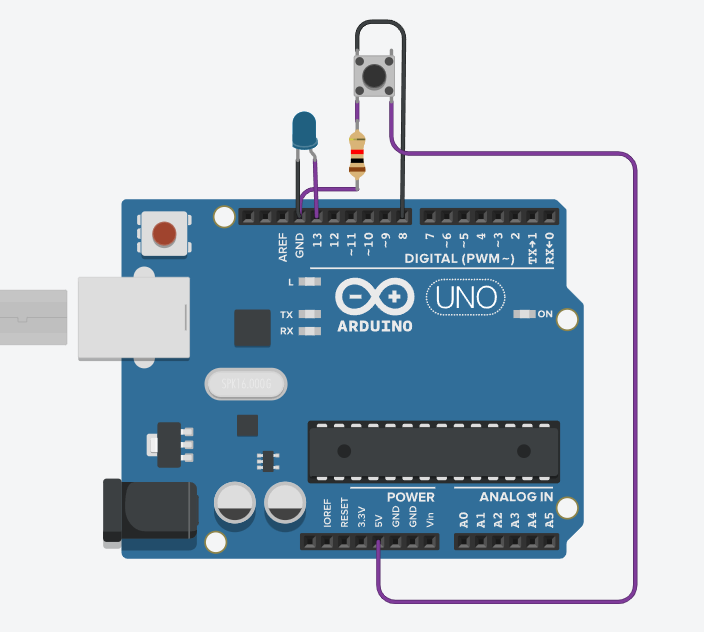 AREF
GND
13
12
~11
~10
~9
8
7
~6
~5
4
~3
2
TX→1
RX←0
DIGITAL (PWM~)
L
TX
RX
ARDUINO
UNO
ON
SPK16.000G
POWER
ANALOG IN
IOREF
RESET
3.3V
5V
GND
GND
Vin
A0
A1
A2
A3
A4
A5